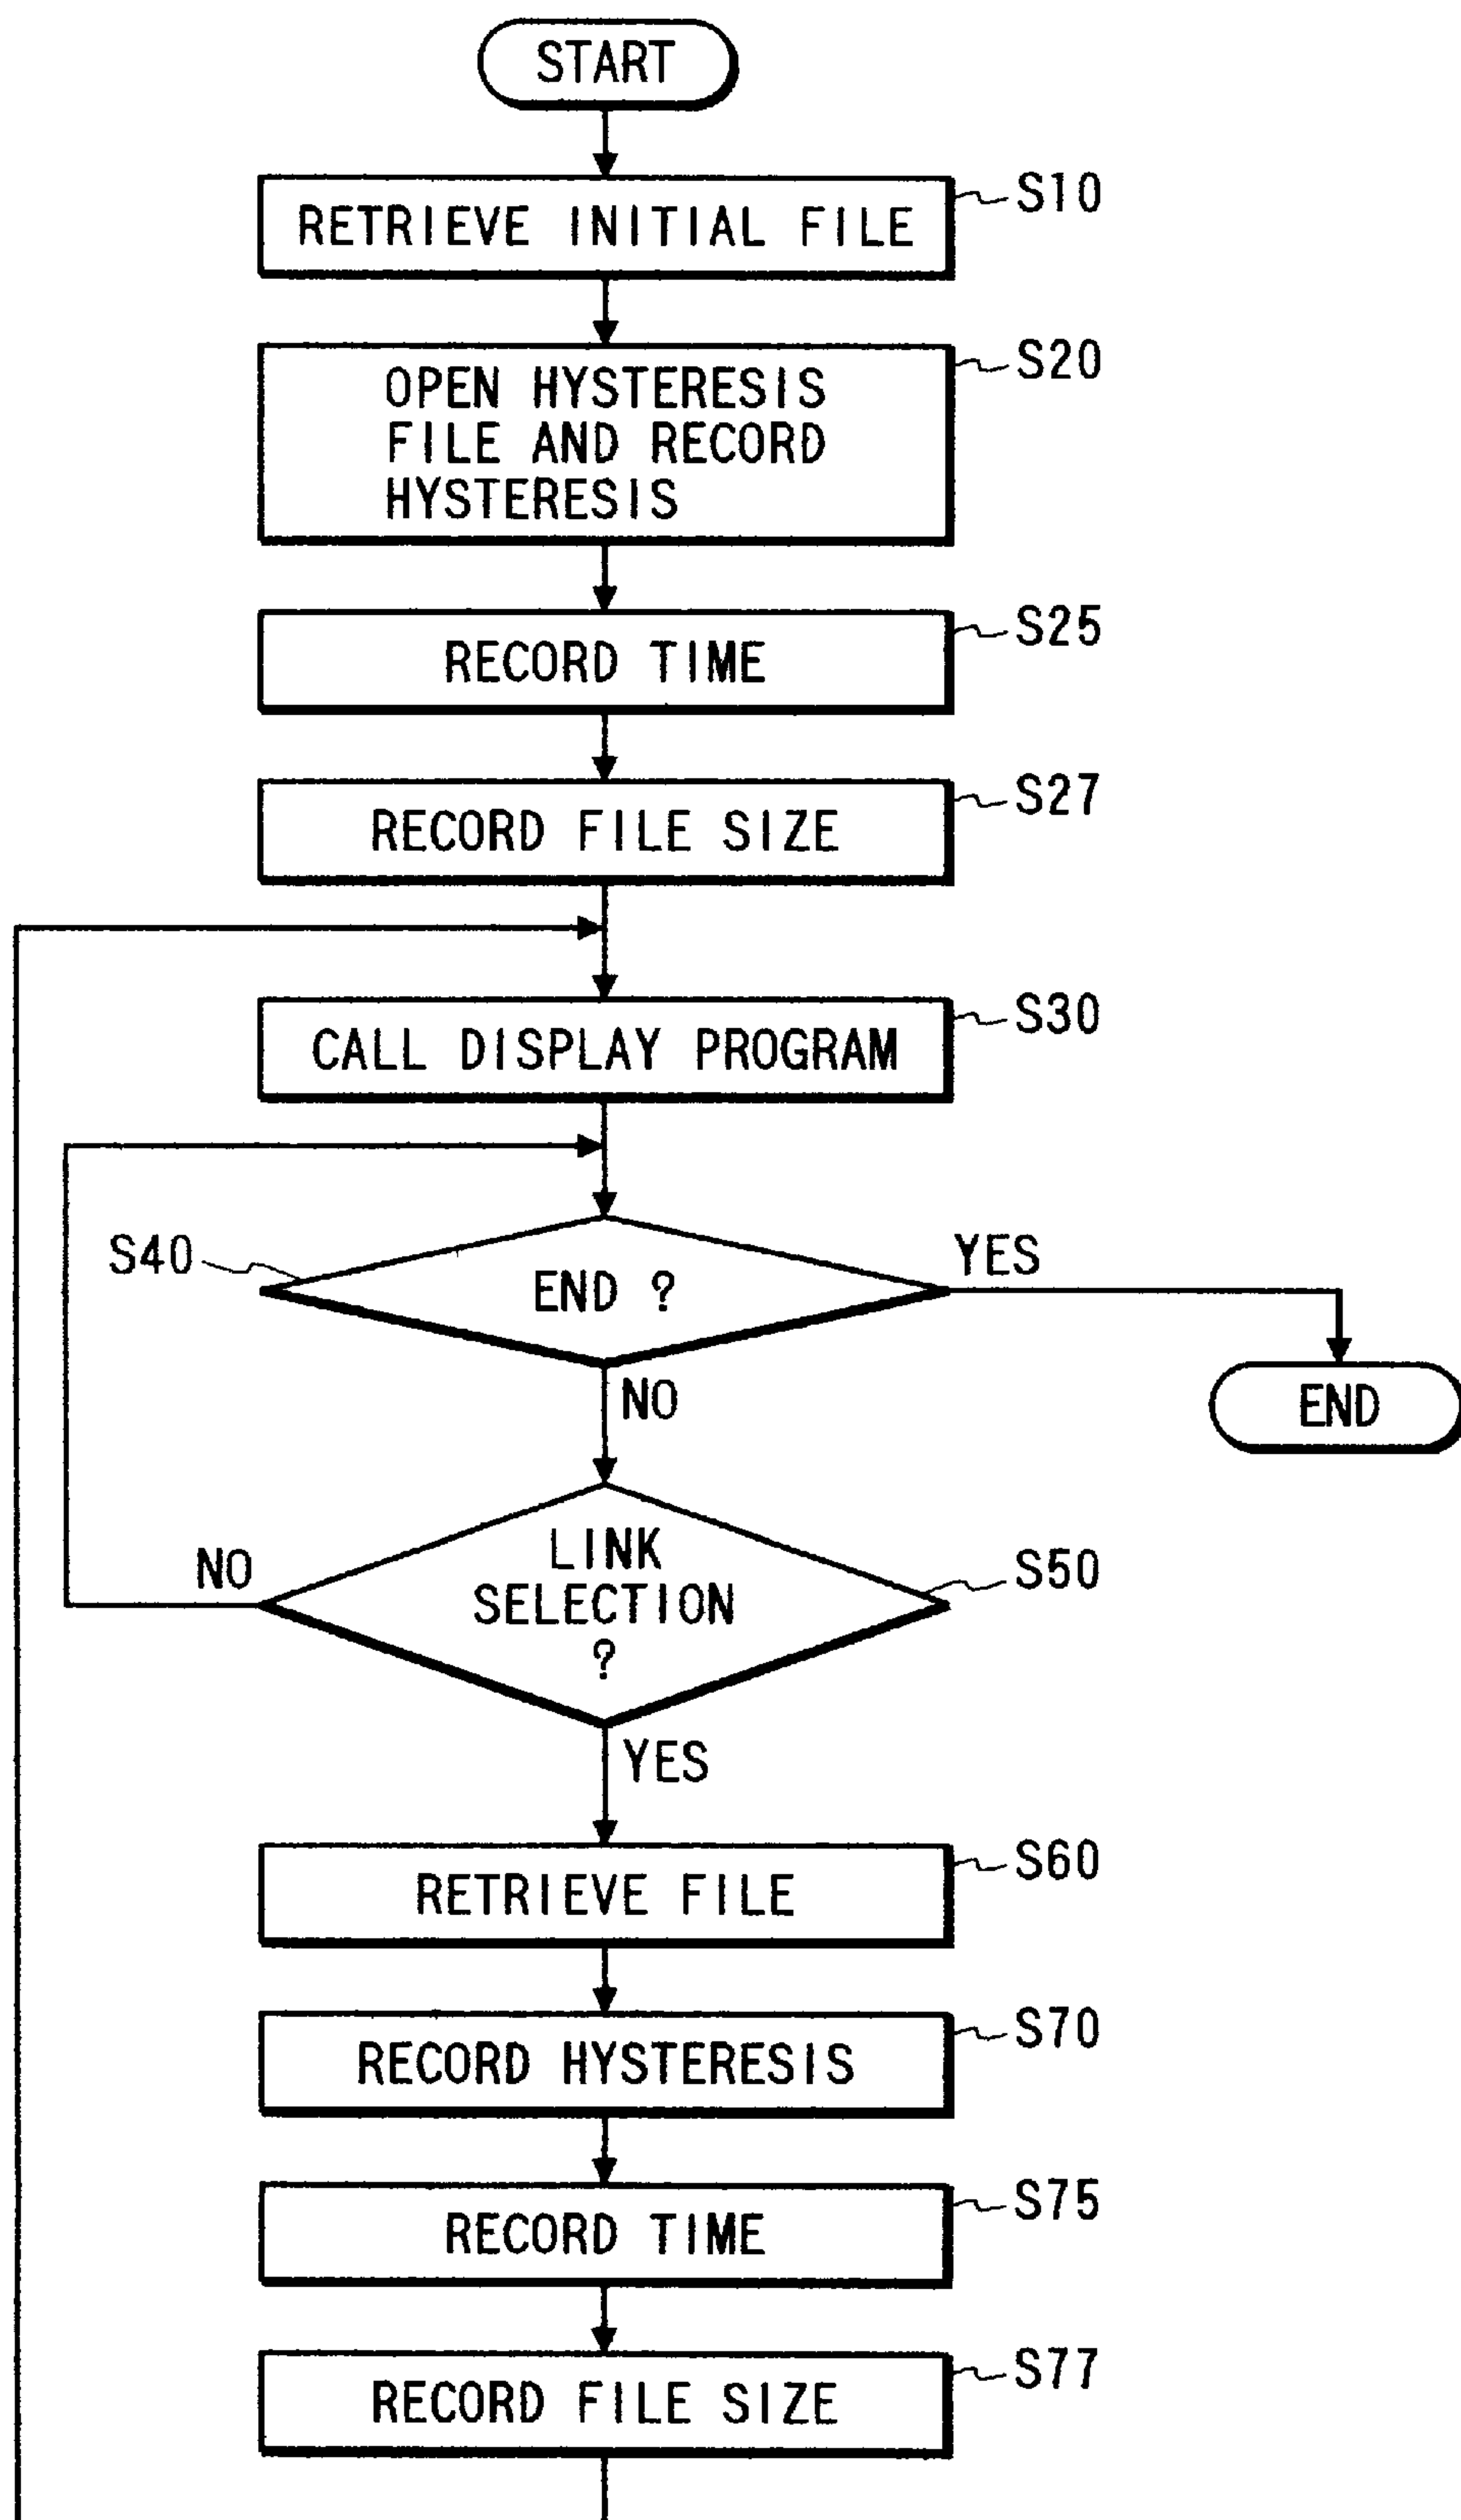 START
RETRIEVE INITIAL FILE
S10
OPEN HYSTERESIS
FILE AND RECORD
HYSTERESIS
S20
RECORD TIME
S25
RECORD FILE SIZE
S27
CALL DISPLAY PROGRAM
S30
S40
END ?
YES
END
NO
LINK
SELECTION
?
S50
NO
YES
RETRIEVE FILE
S60
RECORD HYSTERESIS
S70
RECORD TIME
S75
RECORD FILE SIZE
S77